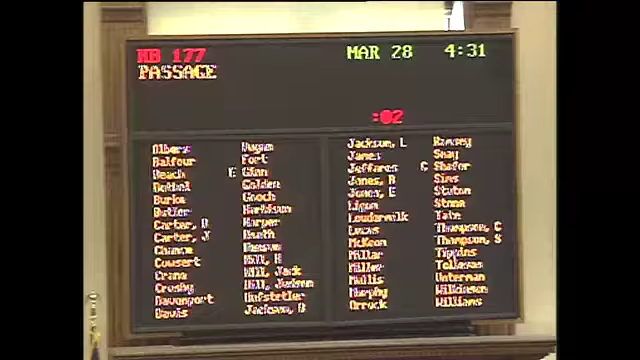 HB 177 MAR 28 4:31
PASSAGE
:02
Albers
Balfour
Beach
Bethel
Burke
Butler
Carter, B
Carter, J
Chance
Cowsert
Crane
Crosby
Davenport
Davis
Dugan
Fort
E Ginn
Golden
Gooch
Harbison
Harper
Heath
Heeson
Hill, H
Hill, Jack
Hill, Judson
Hufstetler
Jackson, B
Jackson, L
James
Jeffares
Jones, B
Jones, E
Ligon
Loudermilk
Lucas
McKoon
Millar
Miller
Mullis
Murphy
Orrock
Ramsey
Seay
C Shafer
Sims
Staton
Stone
Tate
Thompson, C
Thompson, S
Tippins
Tolleson
Unterman
Wilkinson
Williams